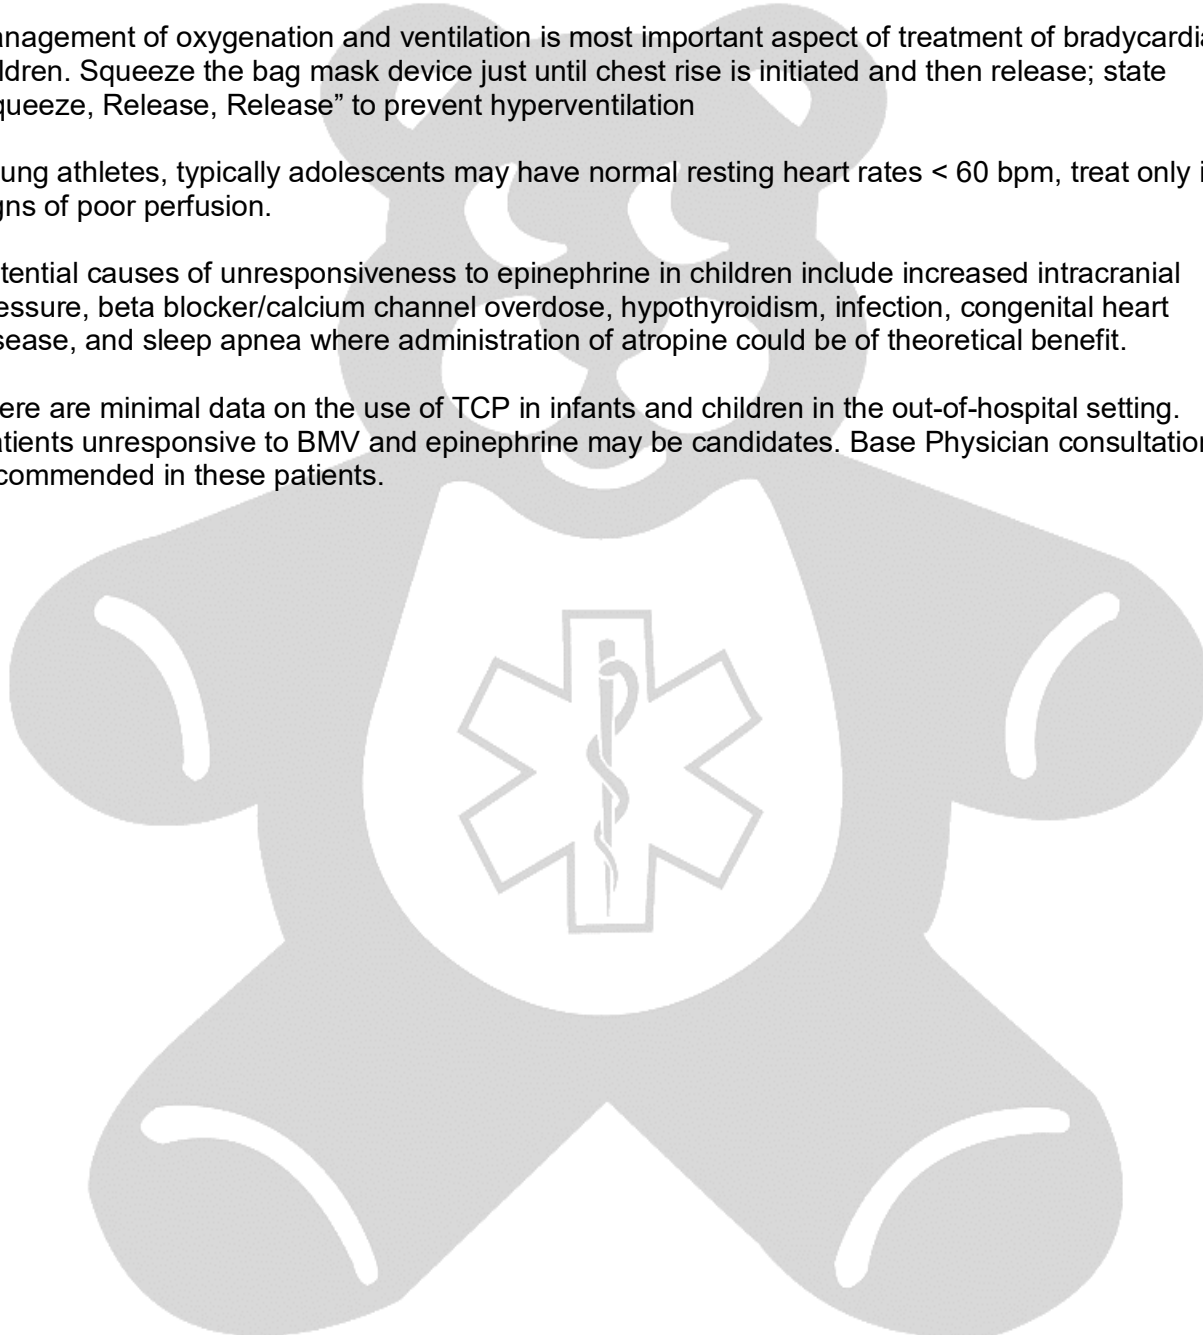 nagement of oxygenation and ventilation is most important aspect of treatment of bradycardia
ldren. Squeeze the bag mask device just until chest rise is initiated and then release; state
queeze, Release, Release” to prevent hyperventilation
ung athletes, typically adolescents may have normal resting heart rates < 60 bpm, treat only i
gns of poor perfusion.
tential causes of unresponsiveness to epinephrine in children include increased intracranial
essure, beta blocker/calcium channel overdose, hypothyroidism, infection, congenital heart
sease, and sleep apnea where administration of atropine could be of theoretical benefit.
ere are minimal data on the use of TCP in infants and children in the out-of-hospital setting.
atients unresponsive to BMV and epinephrine may be candidates. Base Physician consultation
commended in these patients.